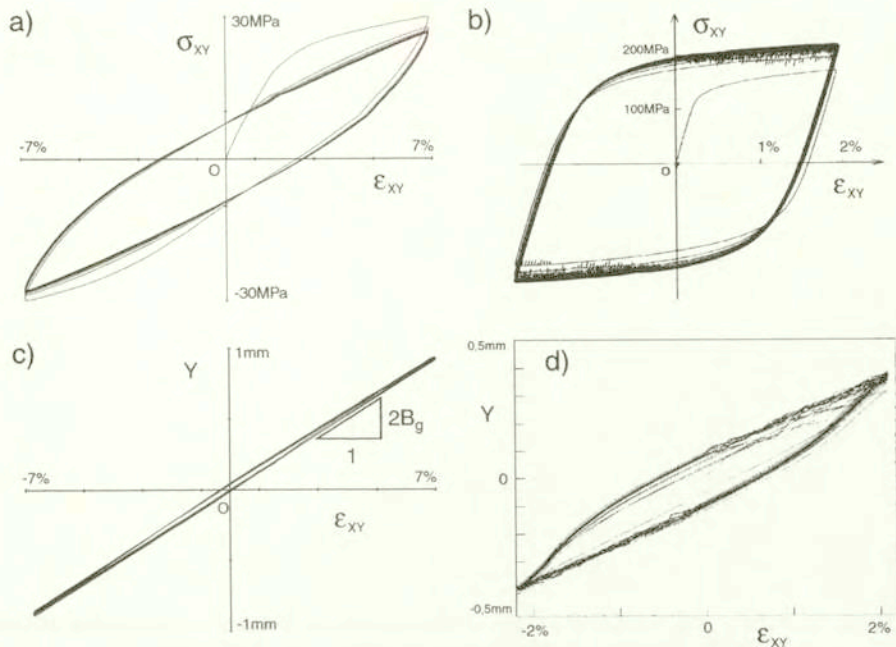 a)
30MPa
σXY
-7%
7%
O
εXY
-30MPa
b)
σXY
200MPa
100MPa
1%
2%
O
εXY
c)
Y
1mm
2Bg
1
-7%
7%
O
εXY
-1mm
d)
0,5mm
Y
0
-0,5mm
-2%
0
2%
εXY